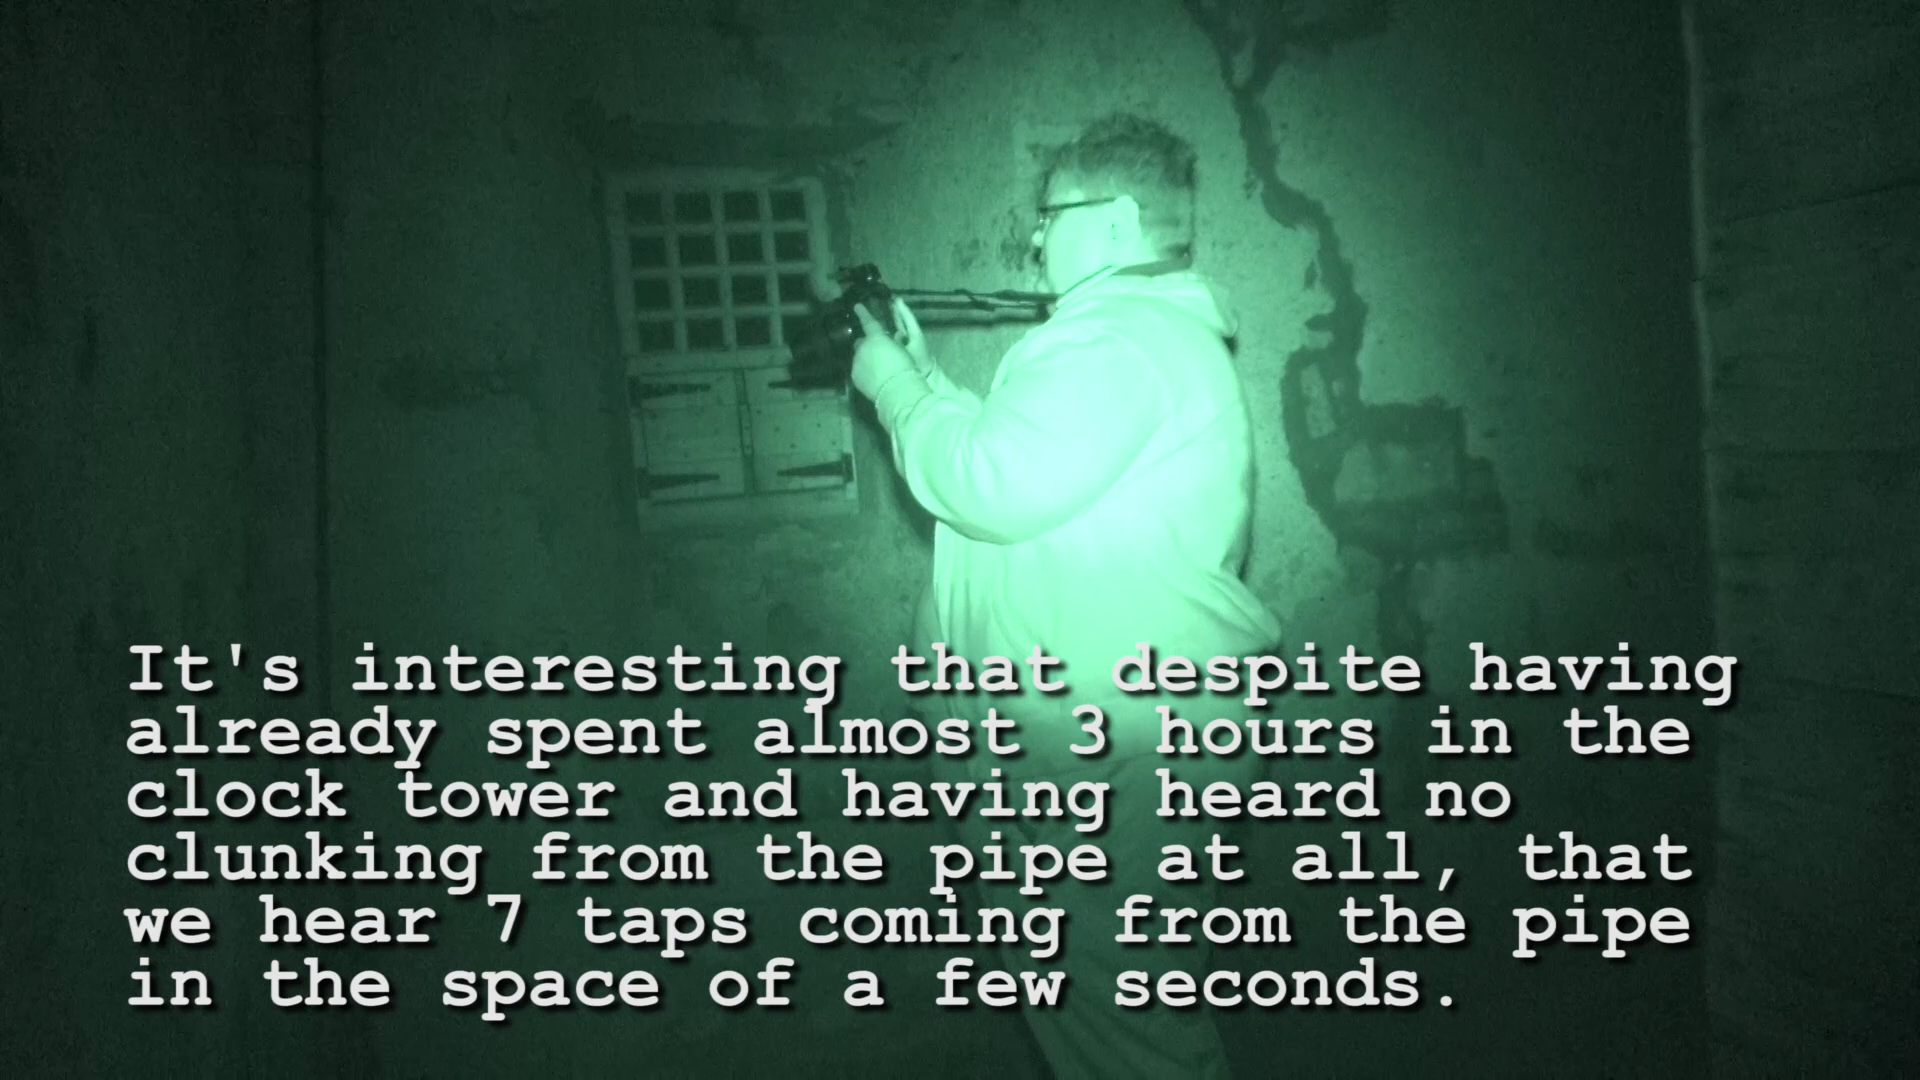 It's interesting that despite having
already spent almost 3 hours in the
clock tower and having heard no
clunking from the pipe at all, that
we hear 7 taps coming from the pipe
in the space of a few seconds.